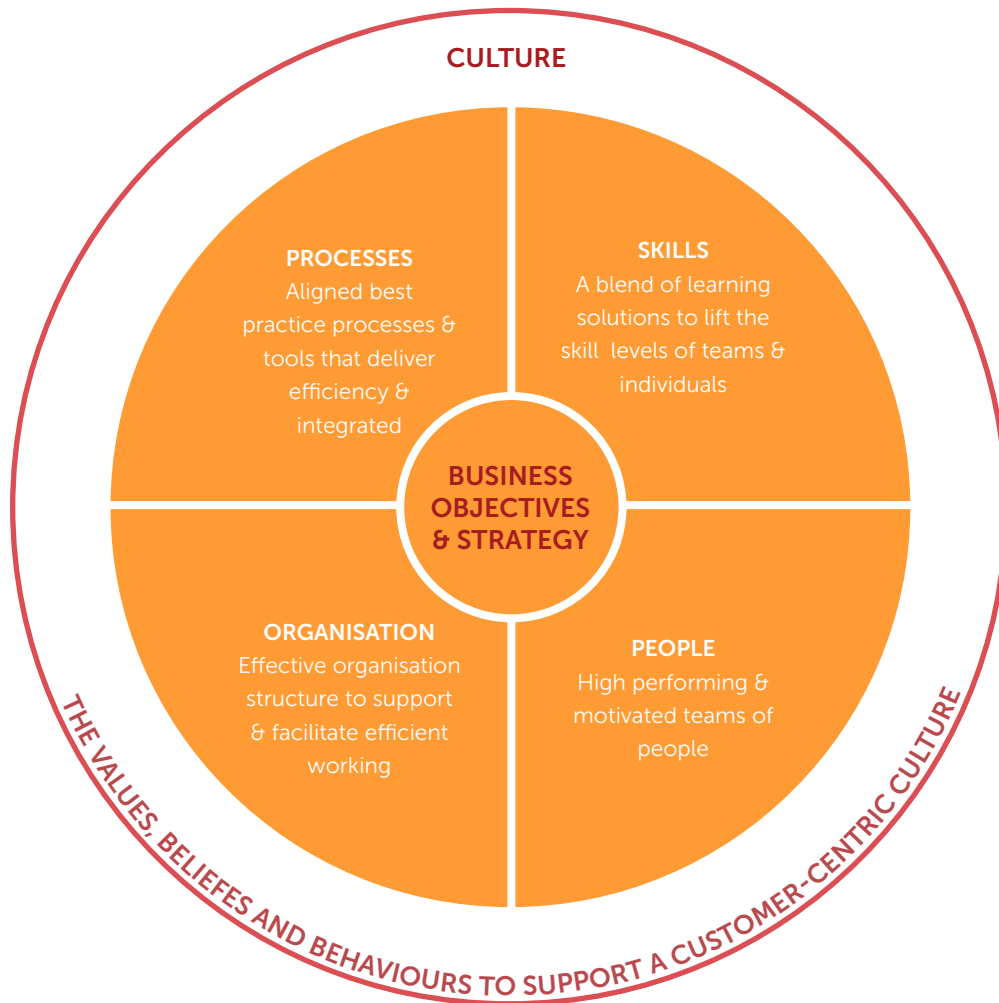 CULTURE
PROCESSES
Aligned best
practice processes &
tools that deliver
efficiency &
integrated
SKILLS
A blend of learning
solutions to lift the
skill levels of teams &
individuals
BUSINESS
OBJECTIVES
& STRATEGY
ORGANISATION
Effective organisation
structure to support
& facilitate efficient
working
PEOPLE
High performing &
motivated teams of
people
THE VALUES, BELIEFES AND BEHAVIOURS TO SUPPORT A CUSTOMER-CENTRIC CULTURE